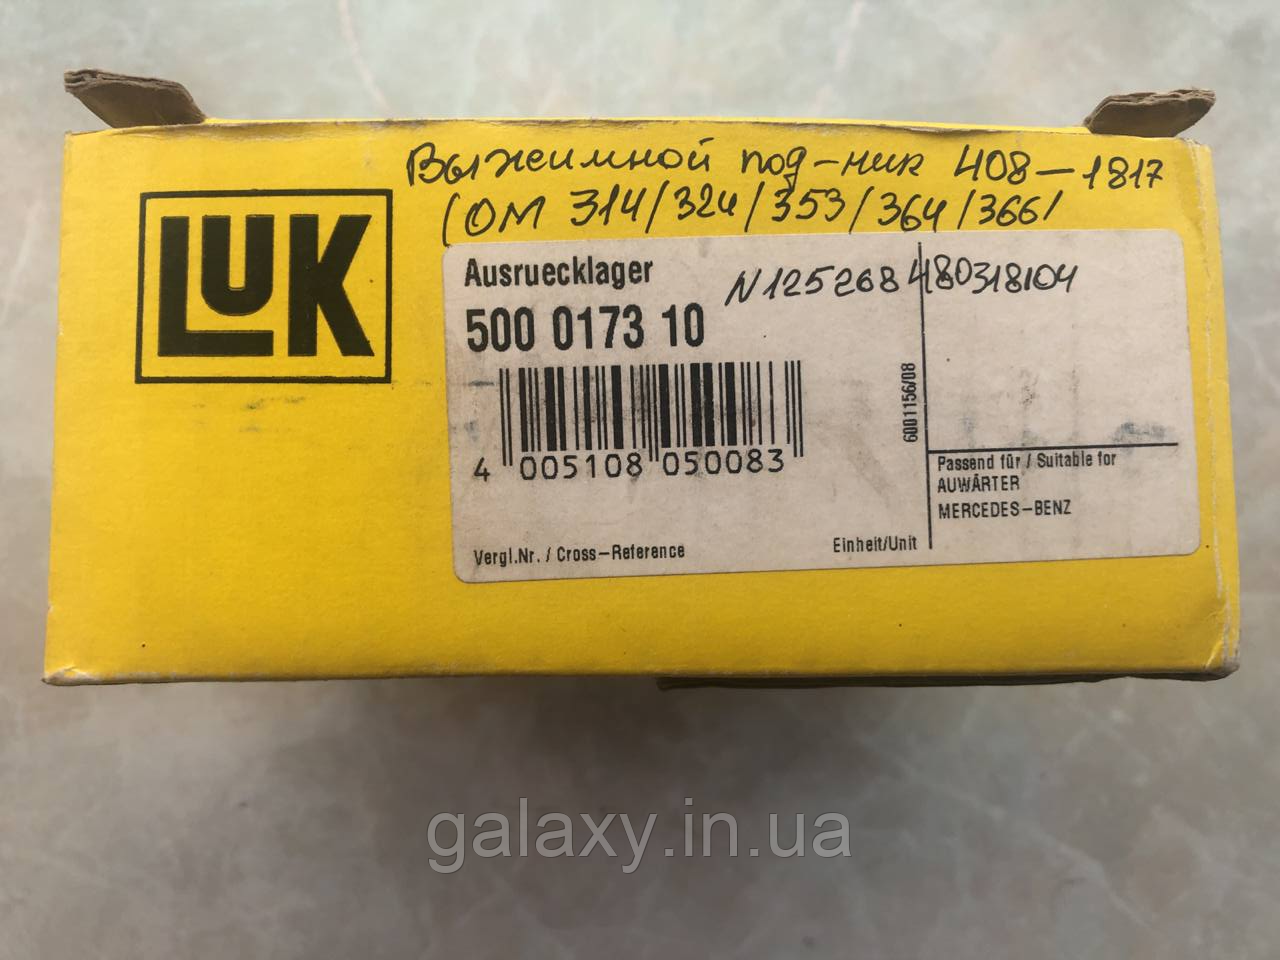 Выжимной под-ник 408-1817
(ОМ 314/324/353/364/366/
LUK
Ausruecklager
N125268 480318104
500 0173 10
6001156/08
4 005108 050083
Passend für / Suitable for
AUWÄRTER
MERCEDES-BENZ
Vergl.Nr. / Cross-Reference
Einheit/Unit
galaxy.in.ua